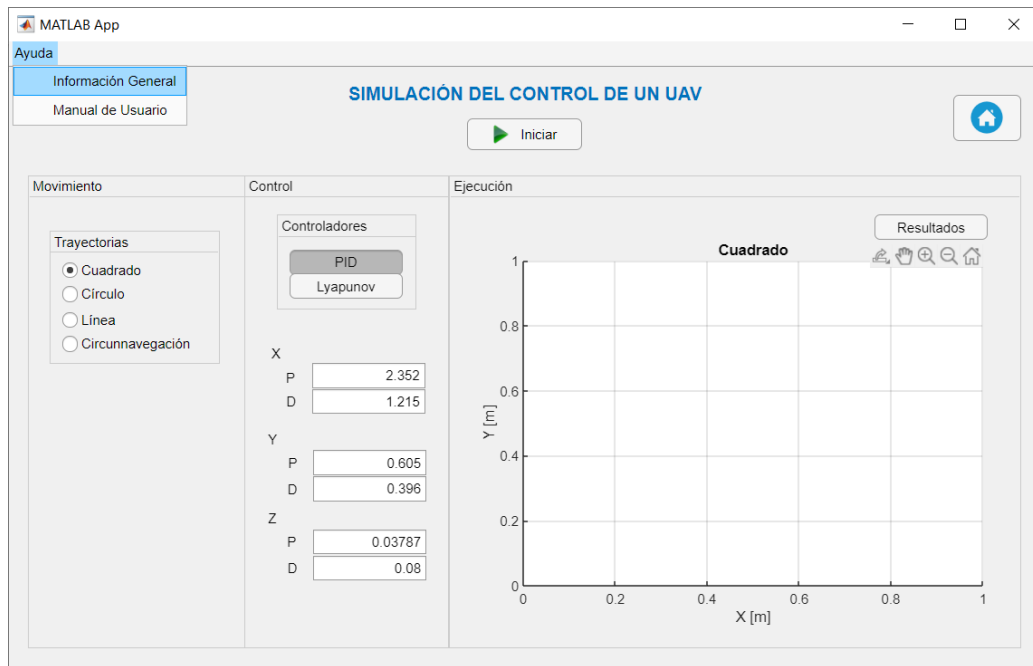 MATLAB App
Ayuda
Información General
Manual de Usuario
SIMULACIÓN DEL CONTROL DE UN UAV
Iniciar
Movimiento
Trayectorias
Cuadrado
Círculo
Línea
Circunnavegación
Control
Controladores
PID
Lyapunov
X
P 2.352
D 1.215
Y
P 0.605
D 0.396
Z
P 0.03787
D 0.08
Ejecución
Resultados
Cuadrado
1
0.8
0.6
0.4
0.2
0
Y [m]
0 0.2 0.4 0.6 0.8 1
X [m]